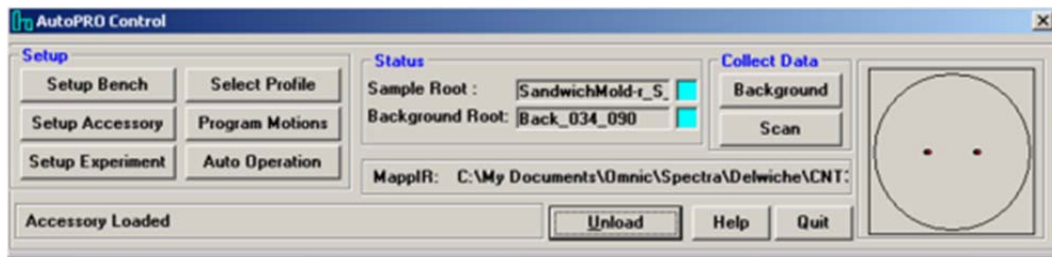 AutoPRO Control
Setup
Setup Bench
Select Profile
Setup Accessory
Program Motions
Setup Experiment
Auto Operation
Status
Sample Root :
SandwichMold-r_S_
Background Root:
Back_034_090
Collect Data
Background
Scan
MappIR: C:\My Documents\Omnic\Spectra\Delwiche\CNT:
Accessory Loaded
Unload
Help
Quit